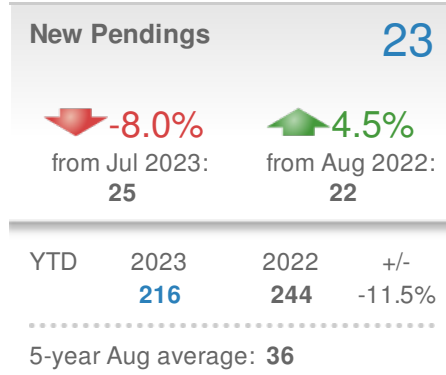 New Pendings 23
-8.0% 4.5%
from Jul 2023: from Aug 2022:
25 22
YTD 2023 2022 +/-
216 244 -11.5%
5-year Aug average: 36